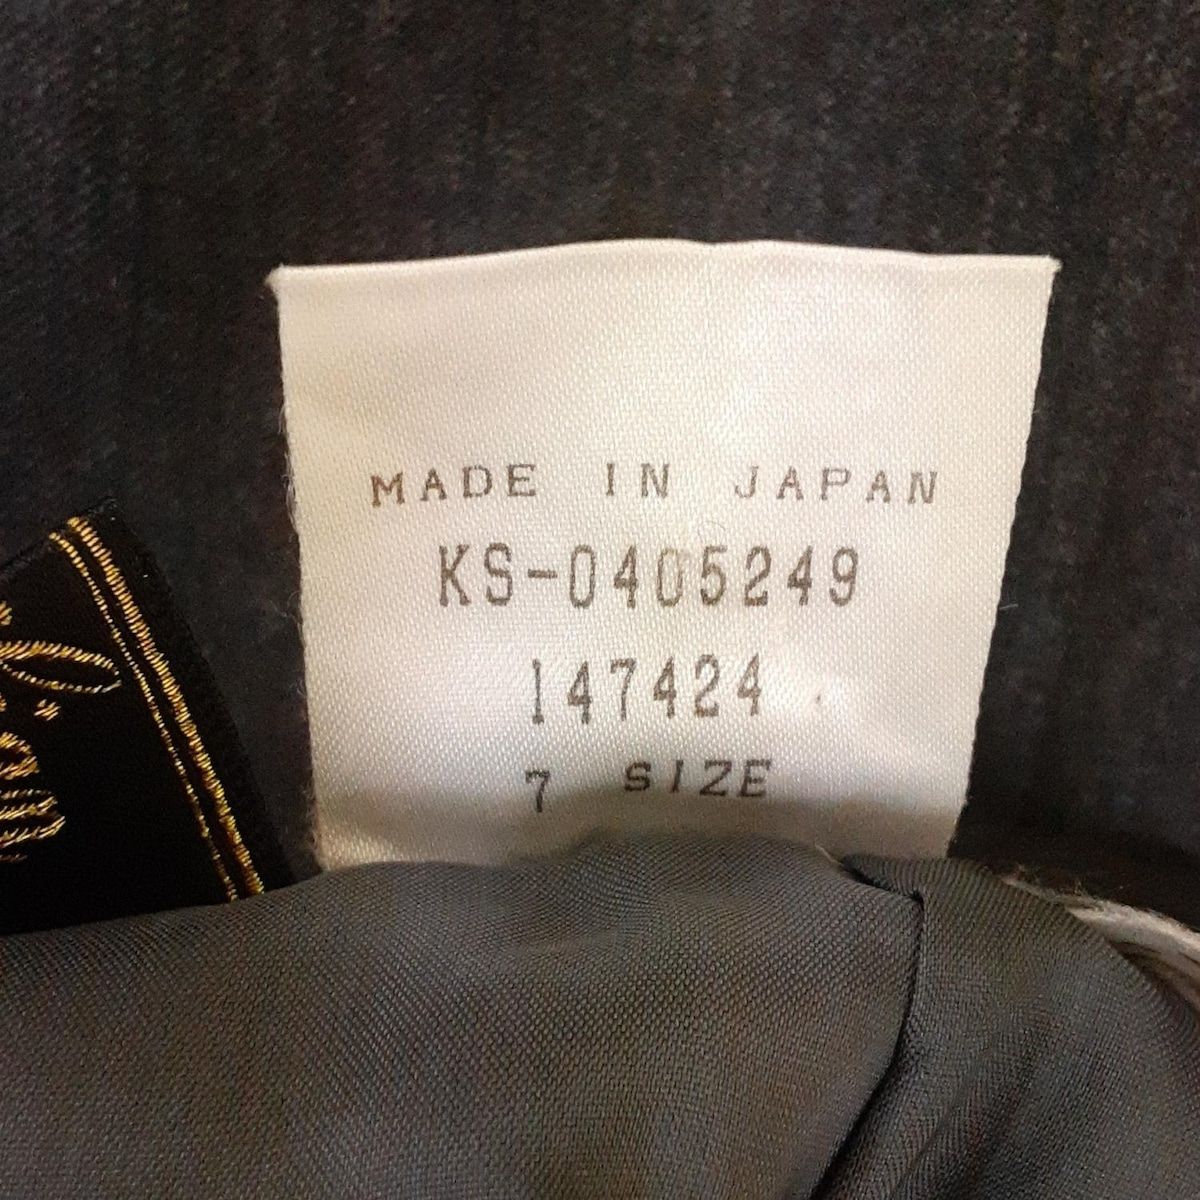 MADE IN JAPAN
KS-0405249
147424
7 SIZE